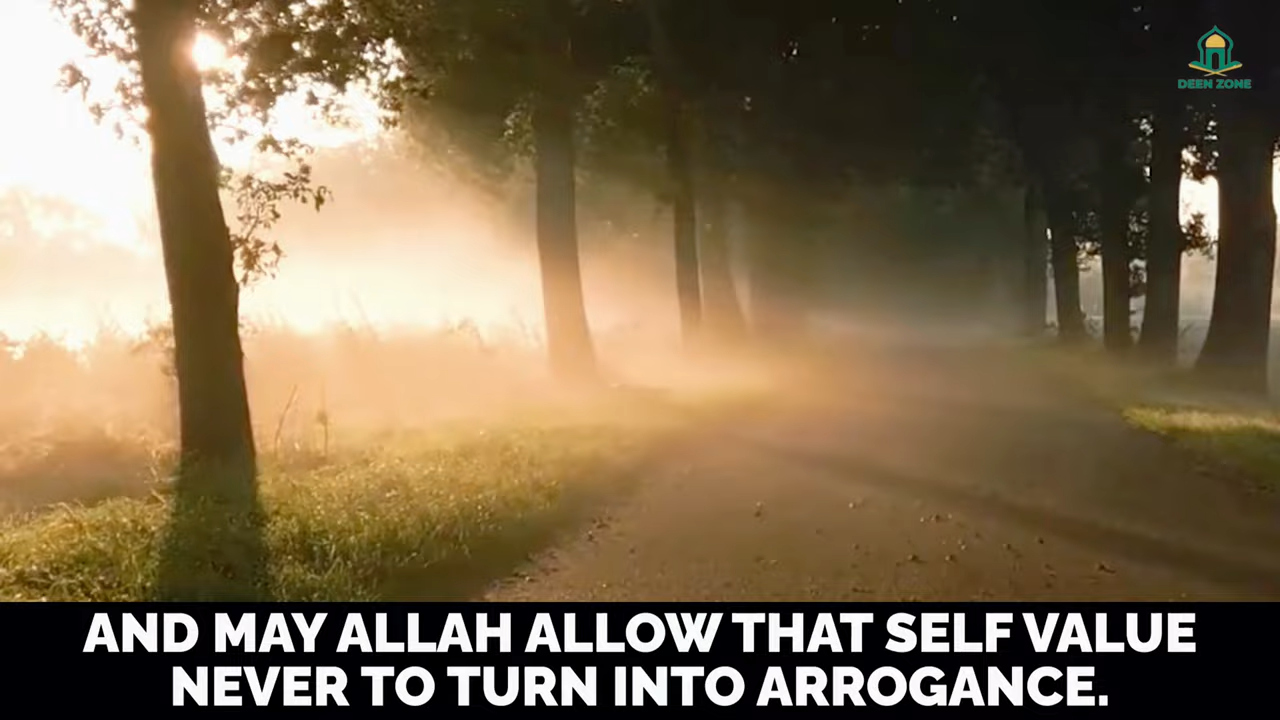 DEEN ZONE
AND MAY ALLAH ALLOW THAT SELF VALUE
NEVER TO TURN INTO ARROGANCE.